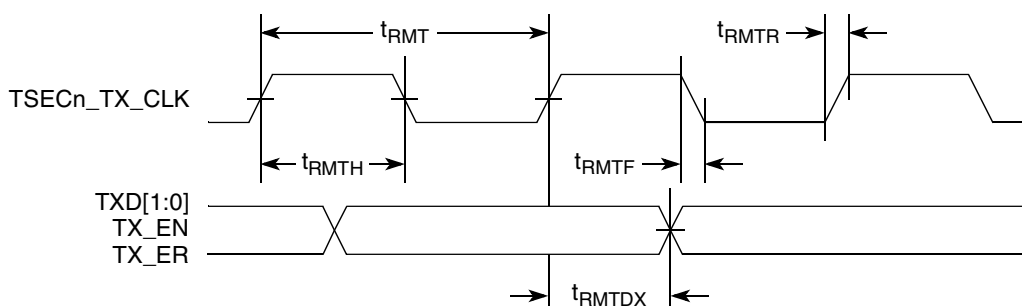 tRMT
tRMTR
TSECn_TX_CLK
tRMTH
tRMTF
TXD[1:0]
TX_EN
TX_ER
tRMTDX